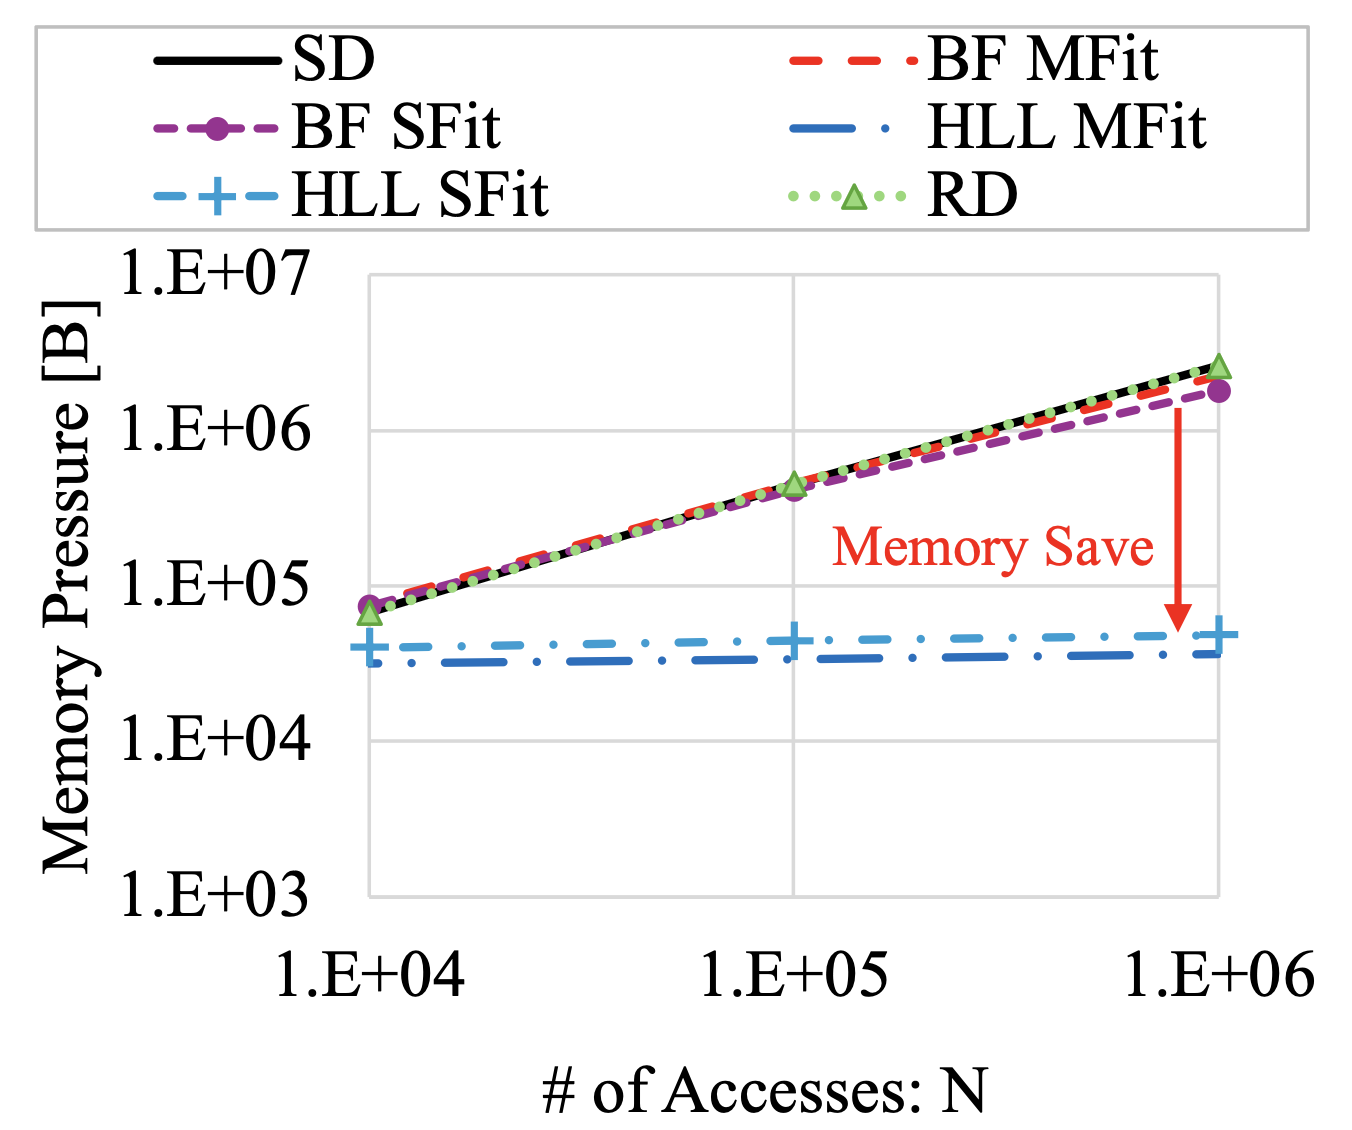 SD
BF MFit
BF SFit
HLL MFit
HLL SFit
RD
1.E+07
1.E+06
1.E+05
1.E+04
1.E+03
Memory Pressure [B]
Memory Save
1.E+04
1.E+05
1.E+06
# of Accesses: N